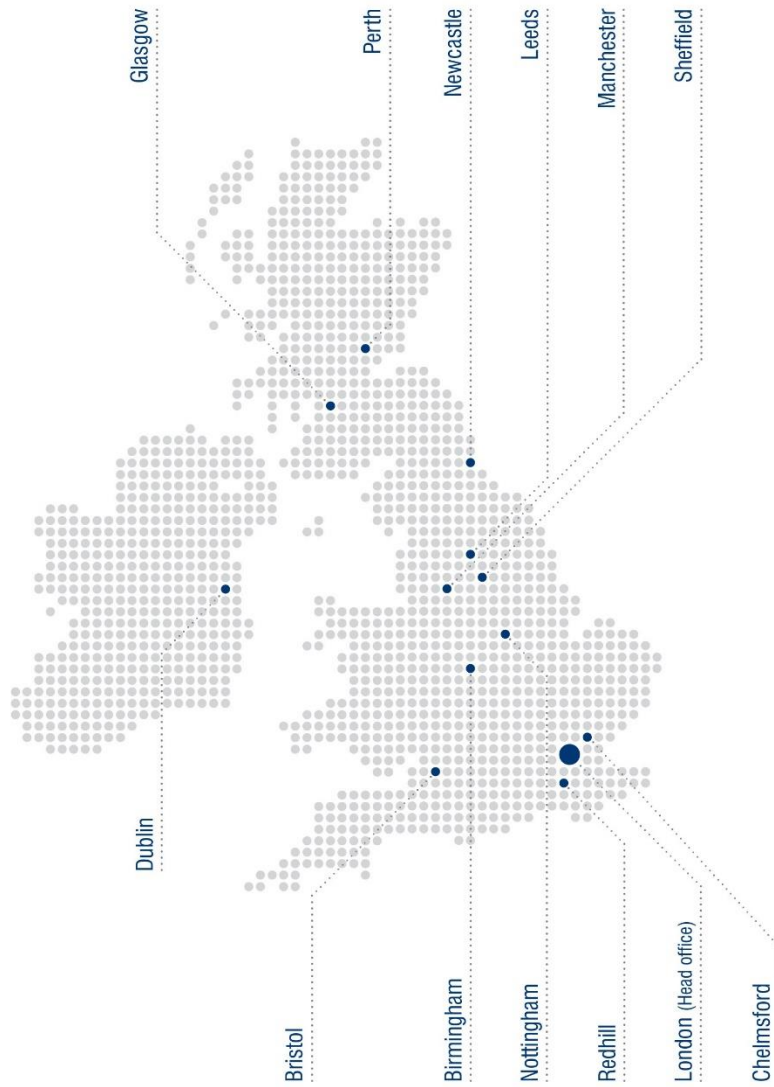 Glasgow
Perth
Newcastle
Leeds
Manchester
Sheffield
Dublin
Bristol
Birmingham
Nottingham
Redhill
London (Head office)
Chelmsford